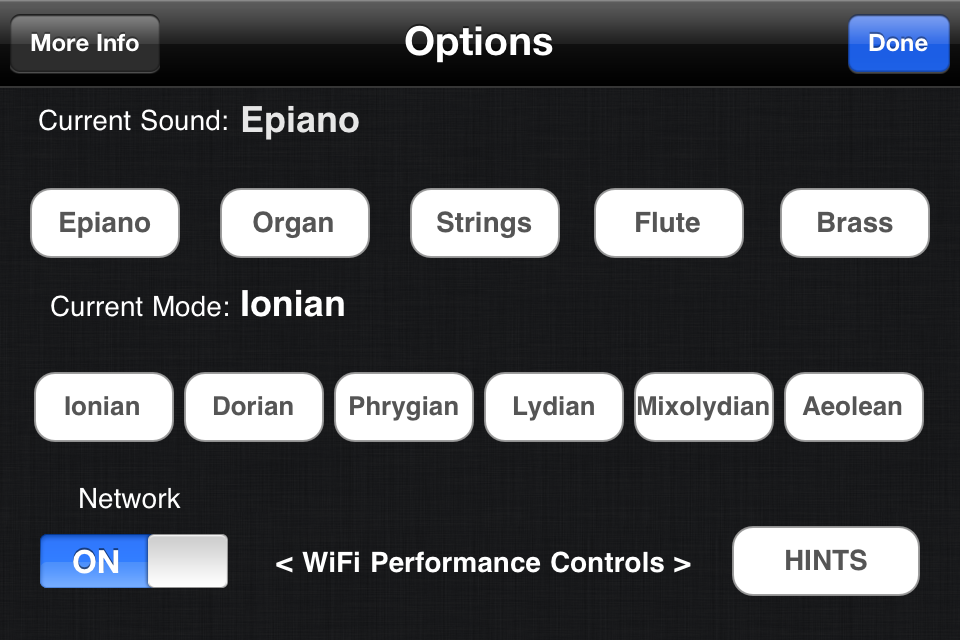 More Info Options Done
Current Sound: Epiano
Epiano Organ Strings Flute Brass
Current Mode: Ionian
Ionian Dorian Phrygian Lydian Mixolydian Aeolean
Network
ON < WiFi Performance Controls > HINTS